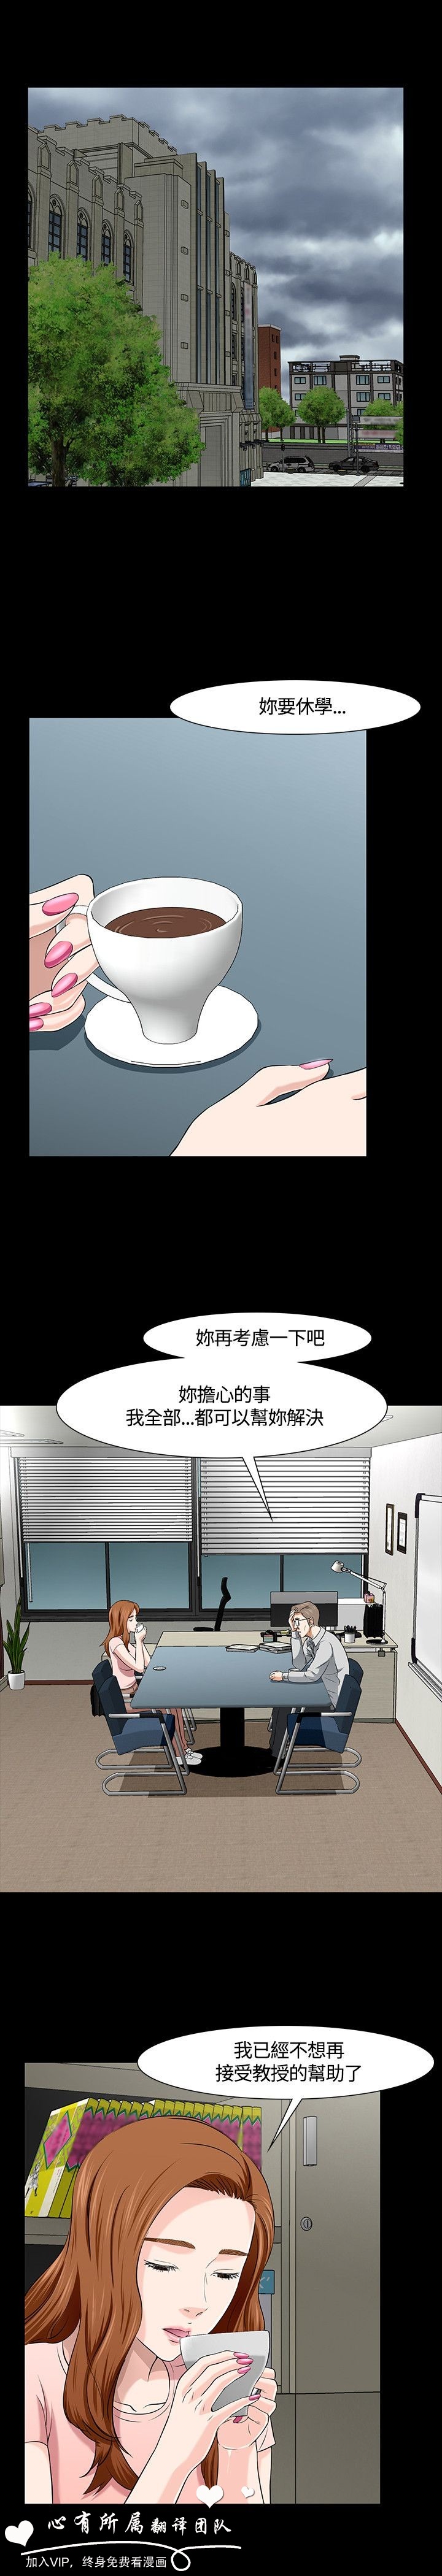 妳要休學...
妳再考慮一下吧
妳擔心的事
我全部...都可以幫妳解決
我已經不想再
接受教授的幫助了
心有所属翻译团队
加入VIP，终身免费看漫画